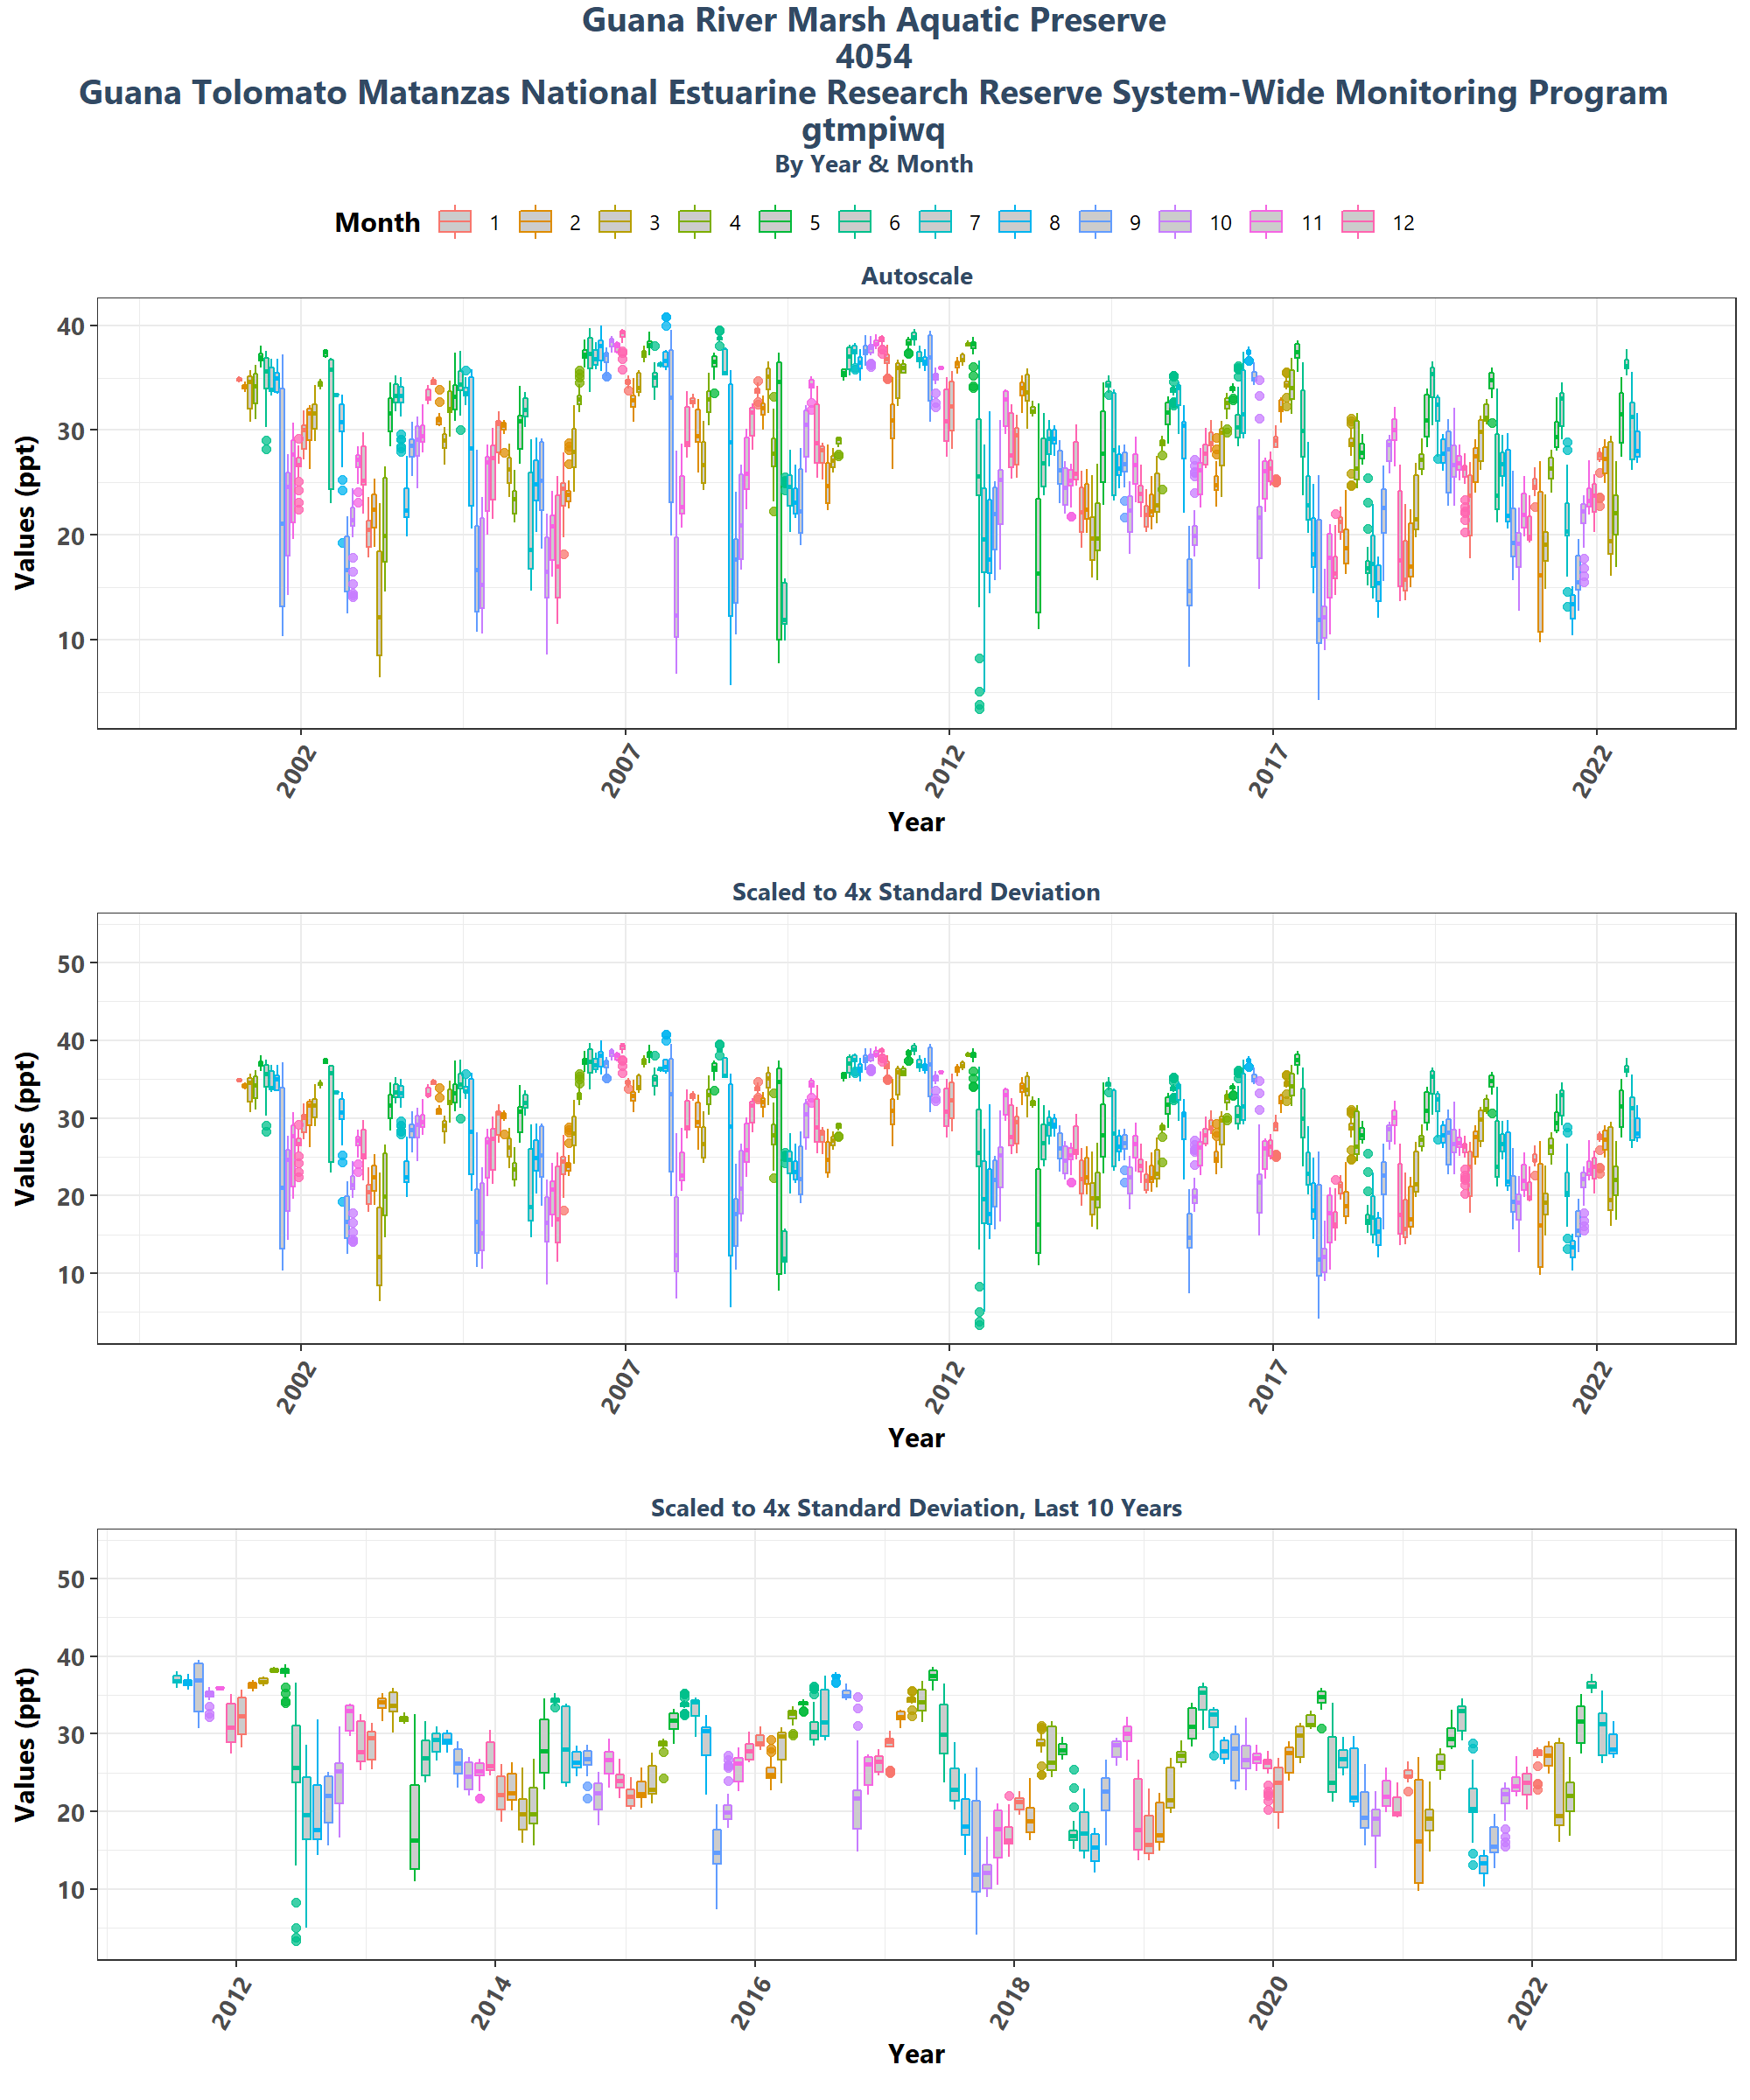 Guana River Marsh Aquatic Preserve
4054
Guana Tolomato Matanzas National Estuarine Research Reserve System-Wide Monitoring Program
gtmpiwq
By Year & Month
Month 1 2 3 4 5 6 7 8 9 10 11 12
Autoscale
Values (ppt)
40
30
20
10
2002 2007 2012 2017 2022
Year
Scaled to 4x Standard Deviation
Values (ppt)
50
40
30
20
10
2002 2007 2012 2017 2022
Year
Scaled to 4x Standard Deviation, Last 10 Years
Values (ppt)
50
40
30
20
10
2012 2014 2016 2018 2020 2022
Year